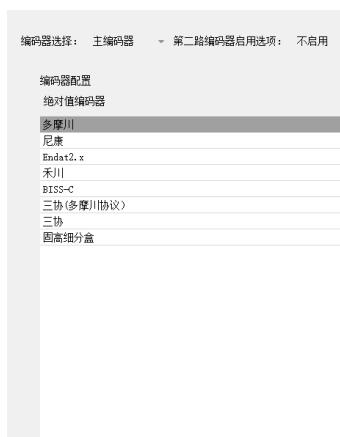 编码器选择： 主编码器 第二路编码器启用选项： 不启用
编码器配置
绝对值编码器
多摩川
尼康
Endat2.x
禾川
BISS-C
三协(多摩川协议)
三协
固高细分盒